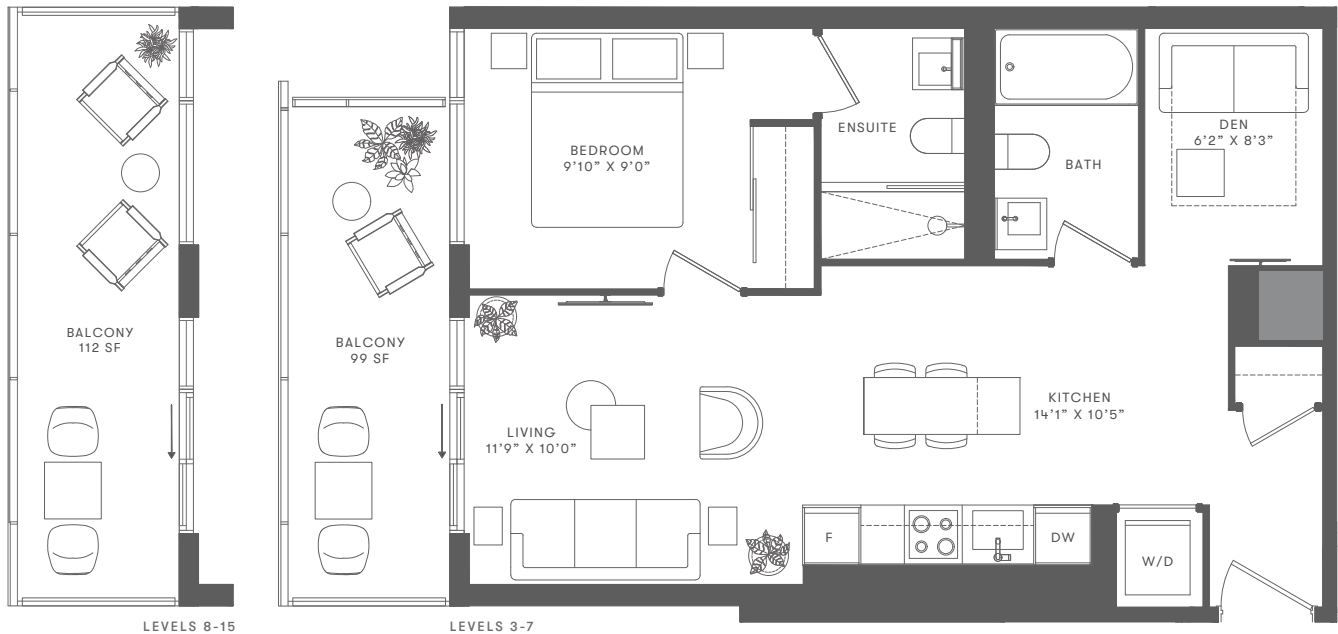 BEDROOM
9'10” X 9'0”
ENSUITE
BATH
DEN
6'2” X 8'3”
BALCONY
112 SF
BALCONY
99 SF
LIVING
11'9” X 10'0”
KITCHEN
14'1” X 10'5”
F
DW
W/D
LEVELS 8-15
LEVELS 3-7